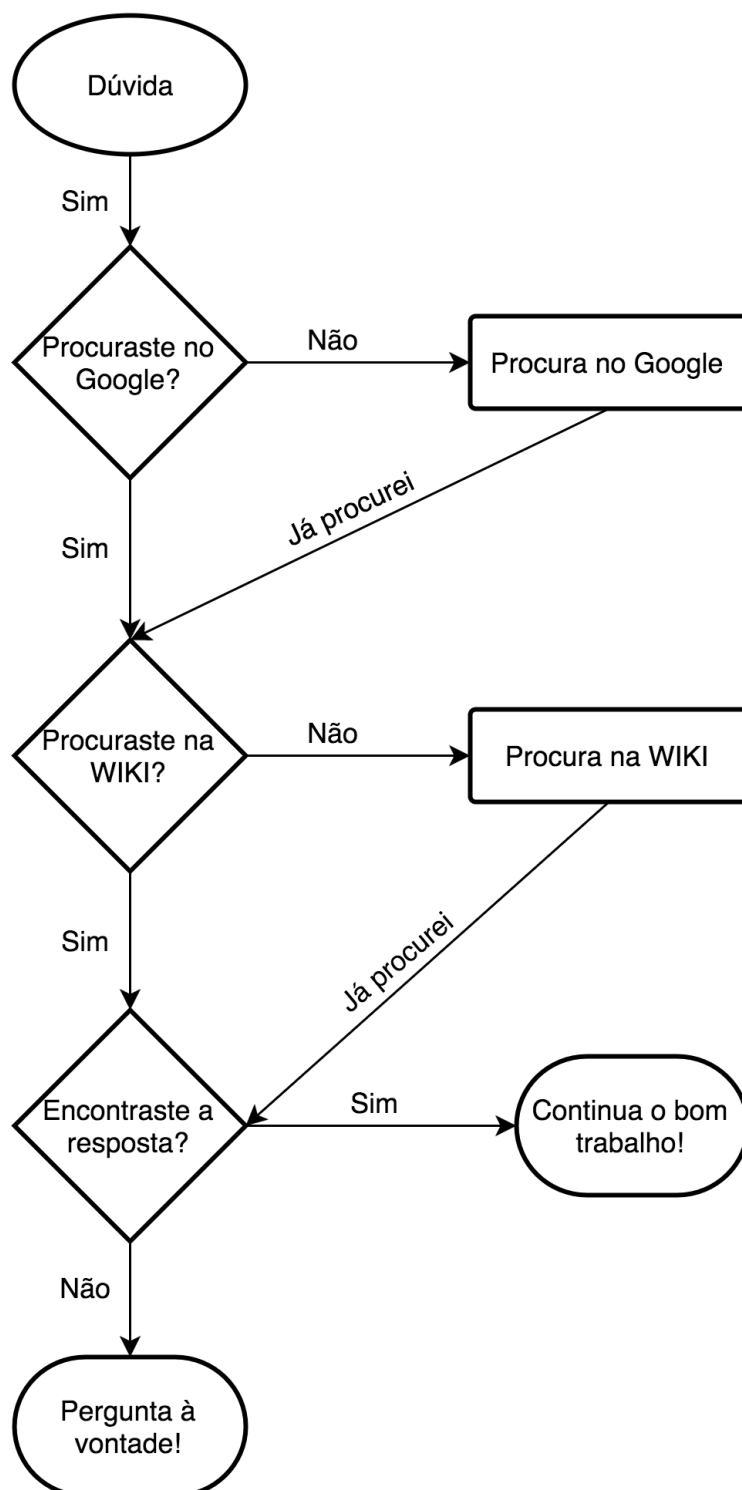 Dúvida
Sim
Procuraste no
Google?
Não
Procura no Google
Já procurei
Sim
Procuraste na
WIKI?
Não
Procura na WIKI
Já procurei
Sim
Encontraste a
resposta?
Sim
Continua o bom
trabalho!
Não
Pergunta à
vontade!